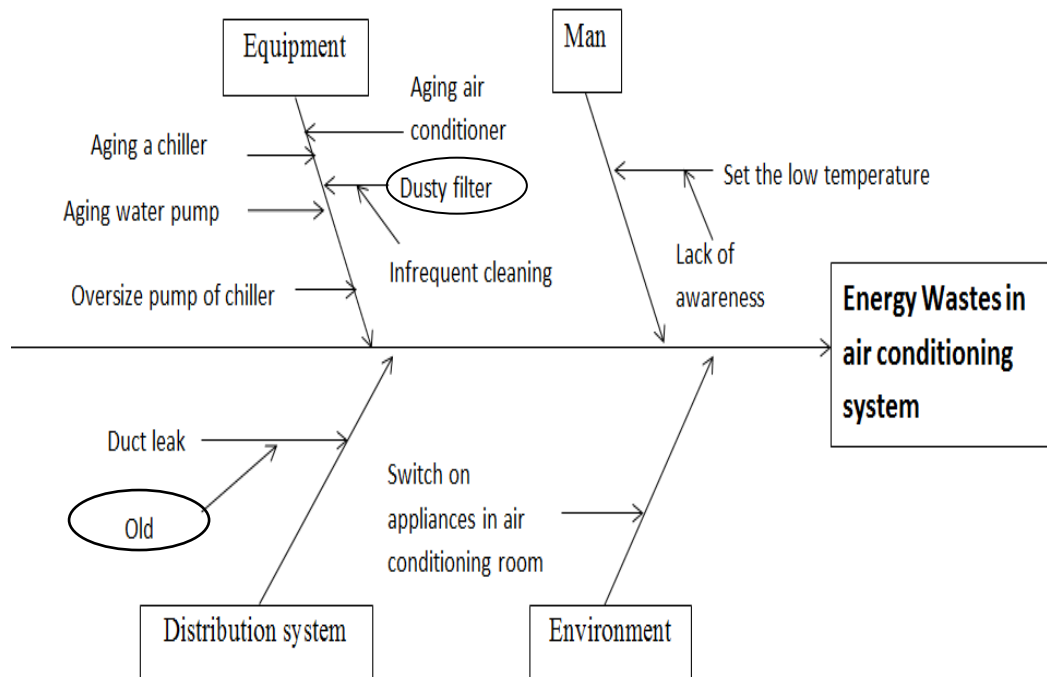 Equipment
Man
Aging air
conditioner
Aging a chiller
Dusty filter
Set the low temperature
Aging water pump
Infrequent cleaning
Lack of
awareness
Oversize pump of chiller
Energy Wastes in
air conditioning
system
Duct leak
Old
Switch on
appliances in air
conditioning room
Distribution system
Environment